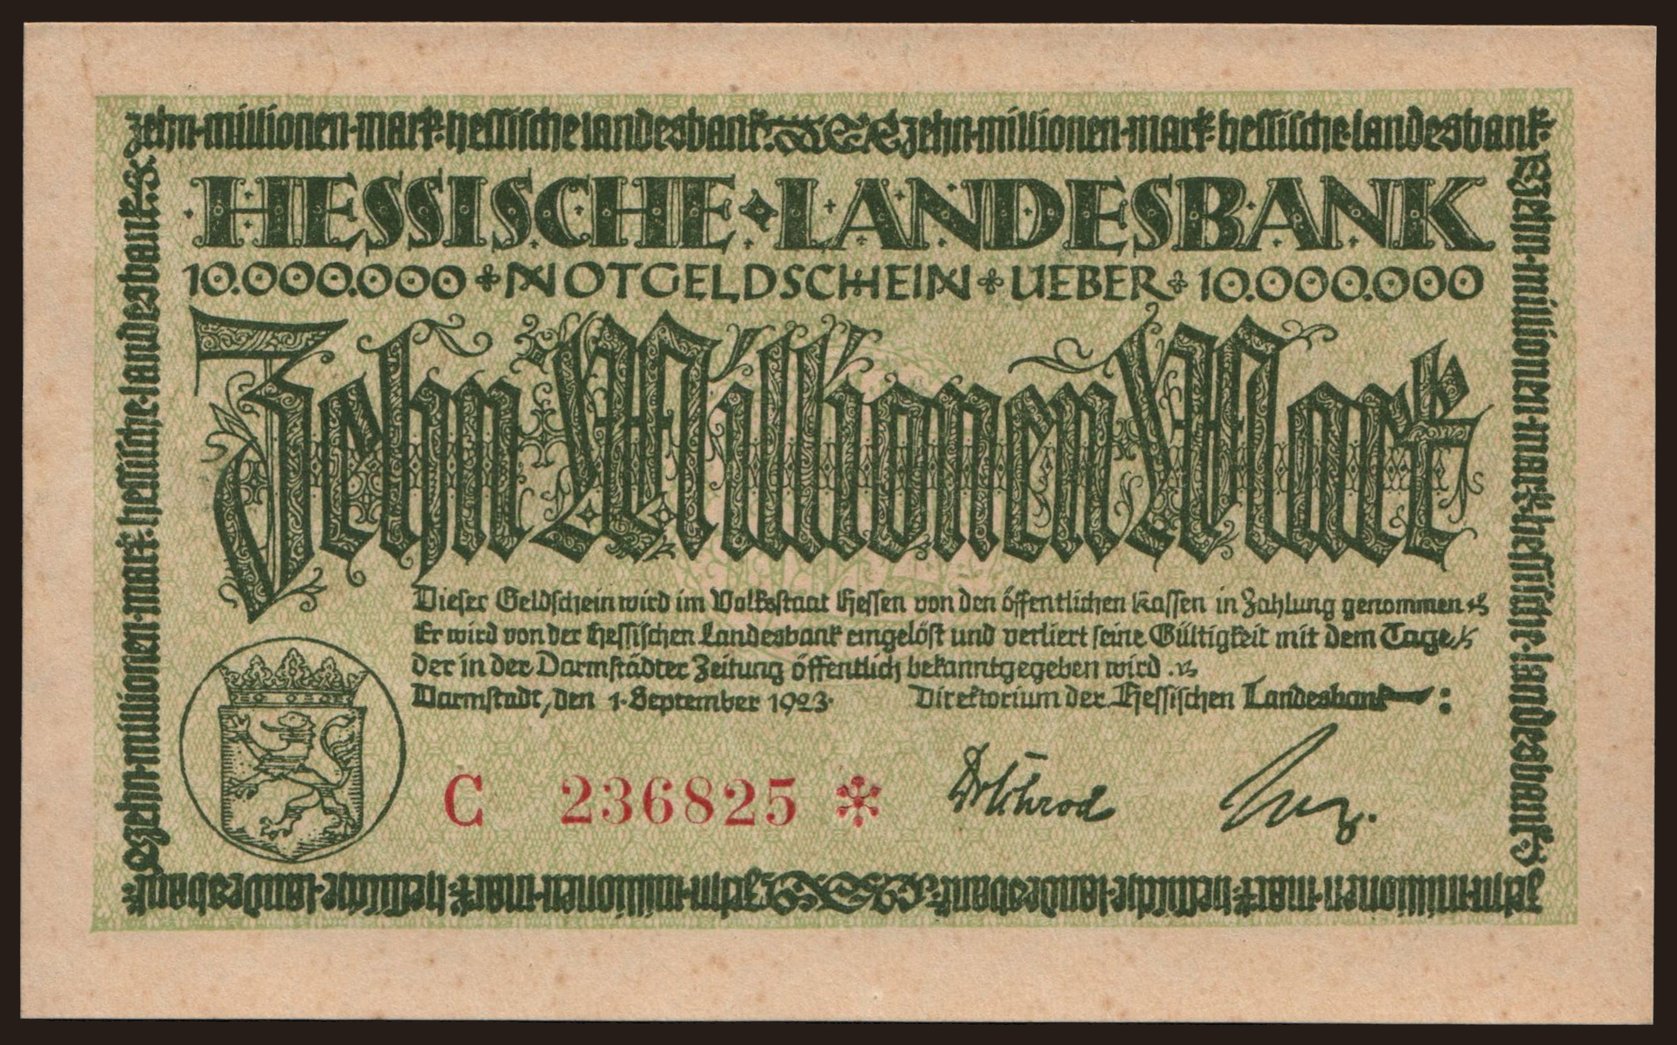 zehn·millionen·mark·hessische landesbank· zehn·millionen·mark·hessische·landesbank·
HESSISCHE LANDESBANK
10.000.000 NOTGELDSCHEIN UEBER 10.000.000
Zehn Millionen Mark
Dieser Geldschein wird im Volksstaat Hessen von den öffentlichen Kassen in Zahlung genommen
Er wird von der Hessischen Landesbank eingelöst und verliert seine Gültigkeit mit dem Tage,
der in der Darmstädter Zeitung öffentlich bekanntgegeben wird.
Darmstadt, den 1. September 1923. Direktorium der Hessischen Landesbank:
C 236825
zehn·millionen·mark·hessische·landesbank·
zehn·millionen·mark·hessische·landesbank·
zehn·millionen·mark·hessische·landesbank· zehn·millionen·mark·hessische·landesbank·